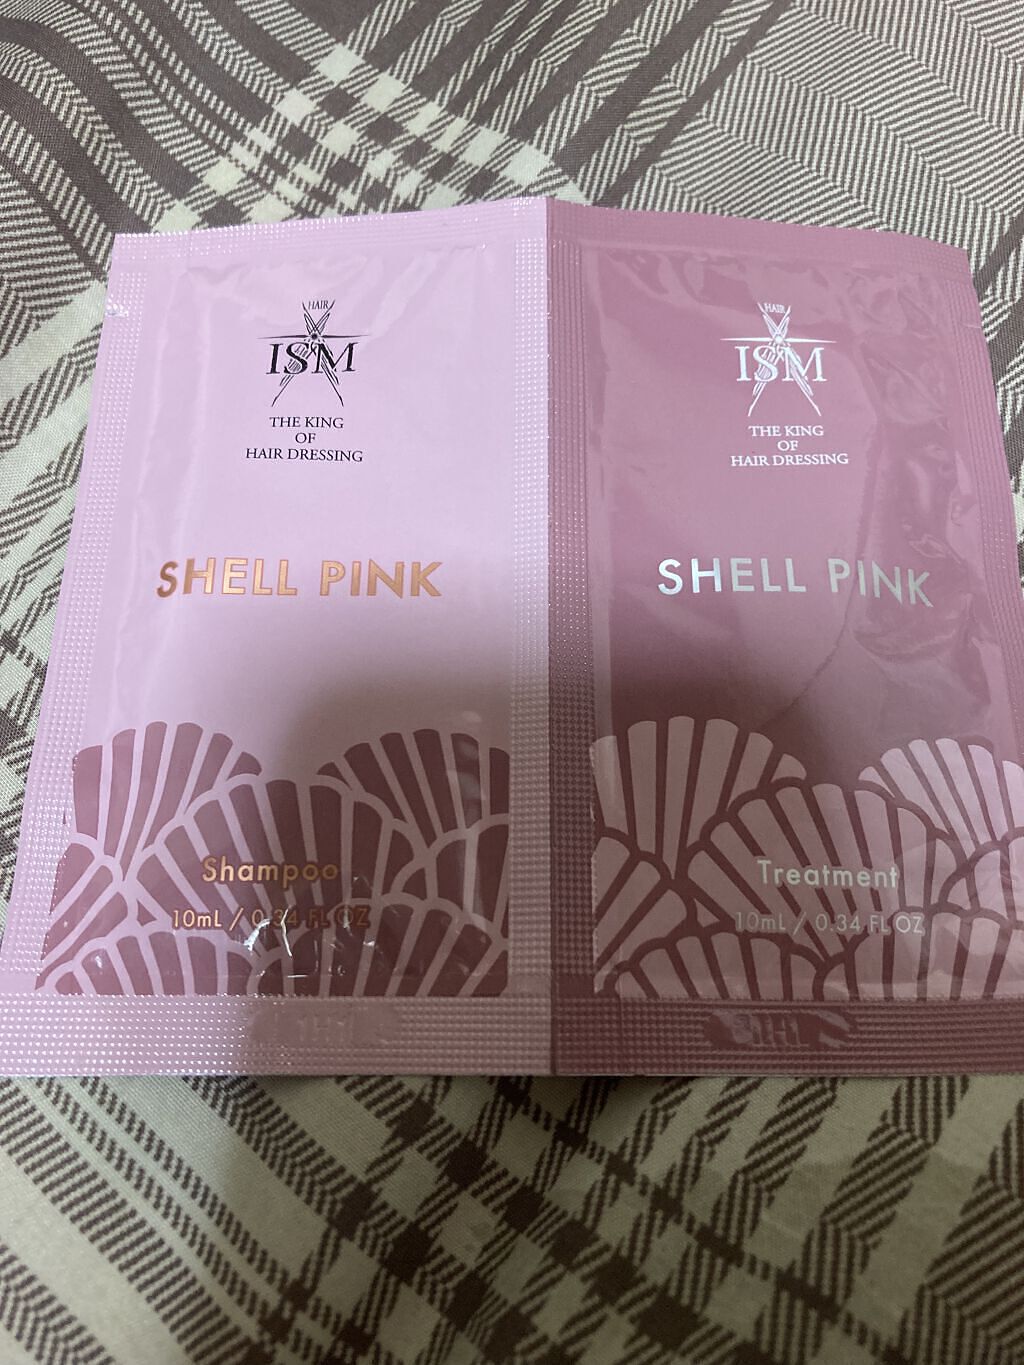 HAIR
ISM
THE KING
OF
HAIR DRESSING
SHELL PINK
Shampoo
10mL / 0.34 FL OZ
HAIR
ISM
THE KING
OF
HAIR DRESSING
SHELL PINK
Treatment
10mL / 0.34 FL OZ